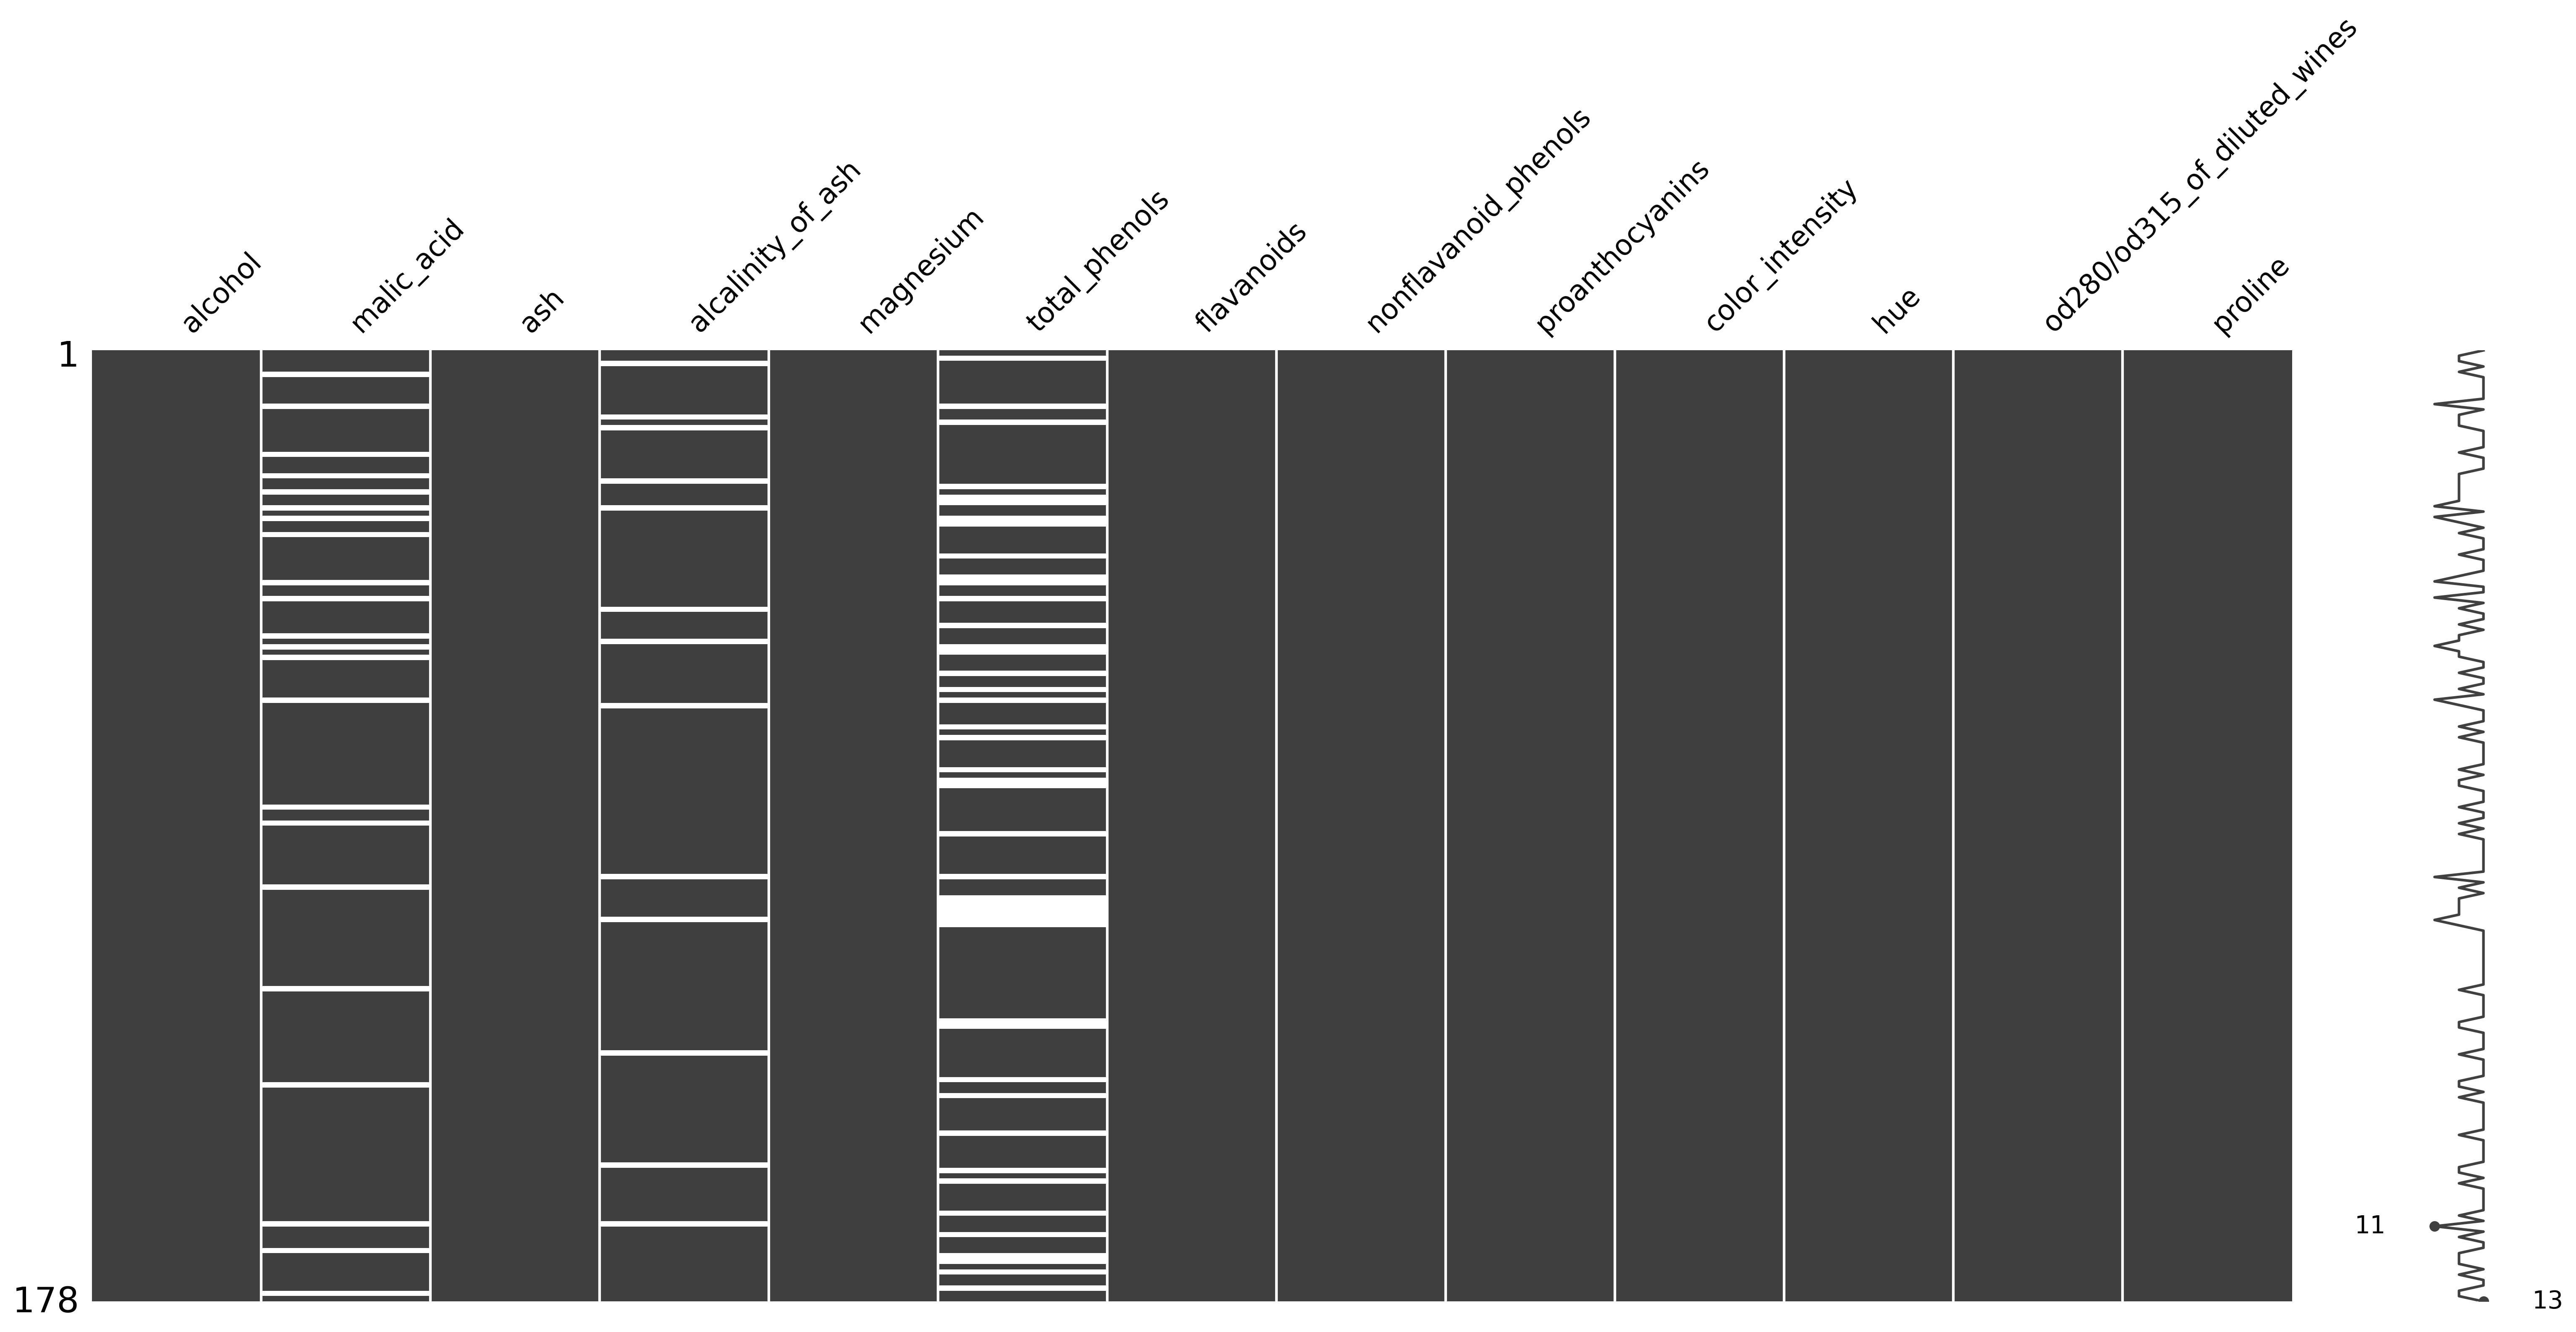 alcohol
malic_acid
ash
alcalinity_of_ash
magnesium
total_phenols
flavanoids
nonflavanoid_phenols
proanthocyanins
color_intensity
hue
od280/od315_of_diluted_wines
proline
1
11
178
13